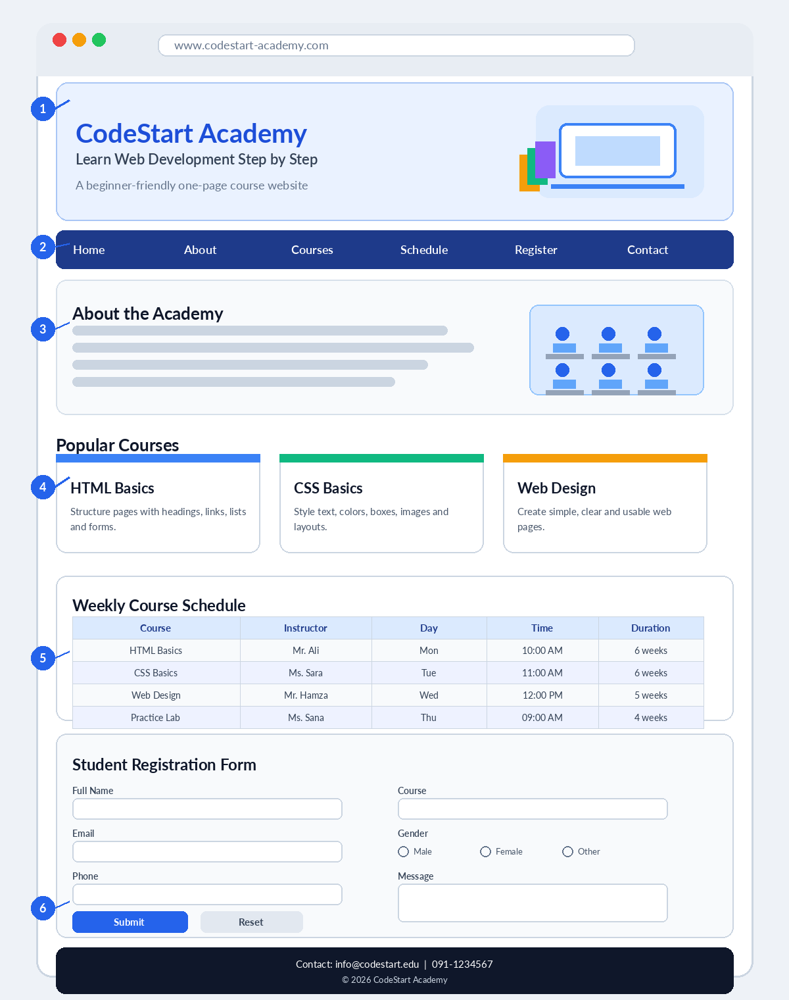 www.codestart-academy.com
1
CodeStart Academy
Learn Web Development Step by Step
A beginner-friendly one-page course website
2
Home About Courses Schedule Register Contact
3
About the Academy
Popular Courses
4
HTML Basics
Structure pages with headings, links, lists
and forms.
CSS Basics
Style text, colors, boxes, images and
layouts.
Web Design
Create simple, clear and usable web
pages.
5
Weekly Course Schedule
Course Instructor Day Time Duration
HTML Basics Mr. Ali Mon 10:00 AM 6 weeks
CSS Basics Ms. Sara Tue 11:00 AM 6 weeks
Web Design Mr. Hamza Wed 12:00 PM 5 weeks
Practice Lab Ms. Sana Thu 09:00 AM 4 weeks
Student Registration Form
Full Name
Course
Email
Gender
Male Female Other
Phone
Message
6
Submit Reset
Contact: info@codestart.edu | 091-1234567
© 2026 CodeStart Academy